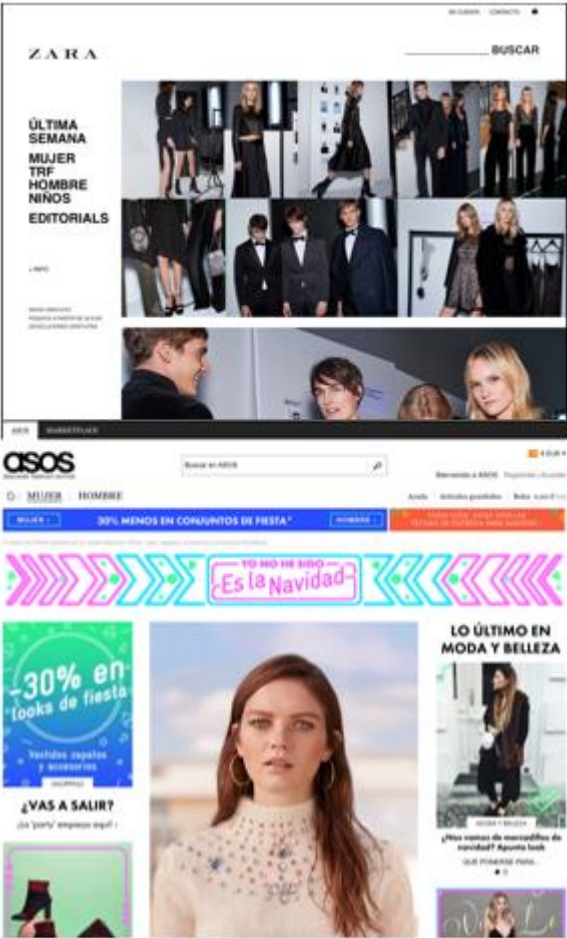 MI CUENTA CONTACTO
ZARA
BUSCAR
ÚLTIMA
SEMANA
MUJER
TRF
HOMBRE
NIÑOS
EDITORIALS
+ INFO
ASOS MARKETPLACE
asos
Buscar en ASOS
Bienvenido a ASOS
MUJER HOMBRE
Ayuda Artículos guardados Bolsa
MUJER › 30% MENOS EN CONJUNTOS DE FIESTA* HOMBRE ›
YO NO HE SIDO
Es la Navidad
-30% en
looks de fiesta
Vestidos zapatos
y accesorios
SHOPPING
¿VAS A SALIR?
¡La 'party' empieza aquí! ›
LO ÚLTIMO EN
MODA Y BELLEZA
MODA Y BELLEZA
¿Nos vamos de mercadillos de
navidad? Apunta look
QUÉ PONERSE PARA...